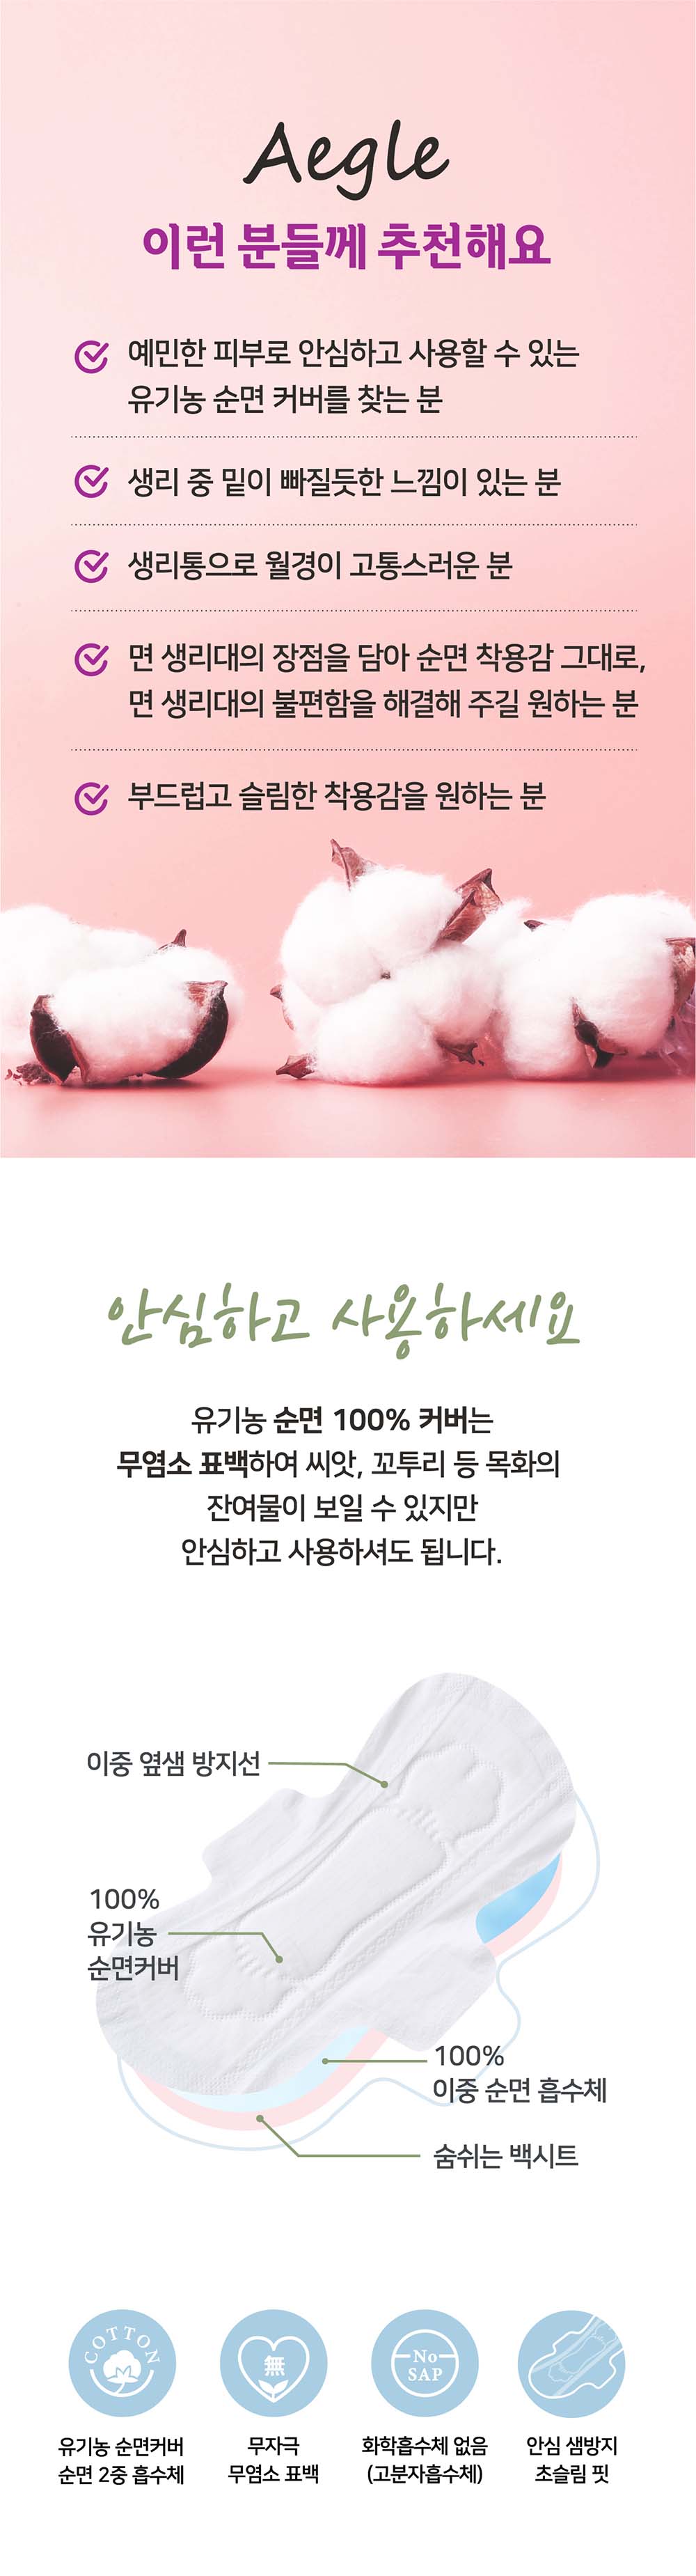 Aegle
이런 분들께 추천해요
예민한 피부로 안심하고 사용할 수 있는
유기농 순면 커버를 찾는 분
생리 중 밑이 빠질듯한 느낌이 있는 분
생리통으로 월경이 고통스러운 분
면 생리대의 장점을 담아 순면 착용감 그대로,
면 생리대의 불편함을 해결해 주길 원하는 분
부드럽고 슬림한 착용감을 원하는 분
안심하고 사용하세요
유기농 순면 100% 커버는
무염소 표백하여 씨앗, 꼬투리 등 목화의
잔여물이 보일 수 있지만
안심하고 사용하셔도 됩니다.
이중 옆샘 방지선
100%
유기농
순면커버
100%
이중 순면 흡수체
숨쉬는 백시트
COTTON
유기농 순면커버
순면 2중 흡수체
無
무자극
무염소 표백
No
SAP
화학흡수체 없음
(고분자흡수체)
안심 샘방지
초슬림 핏